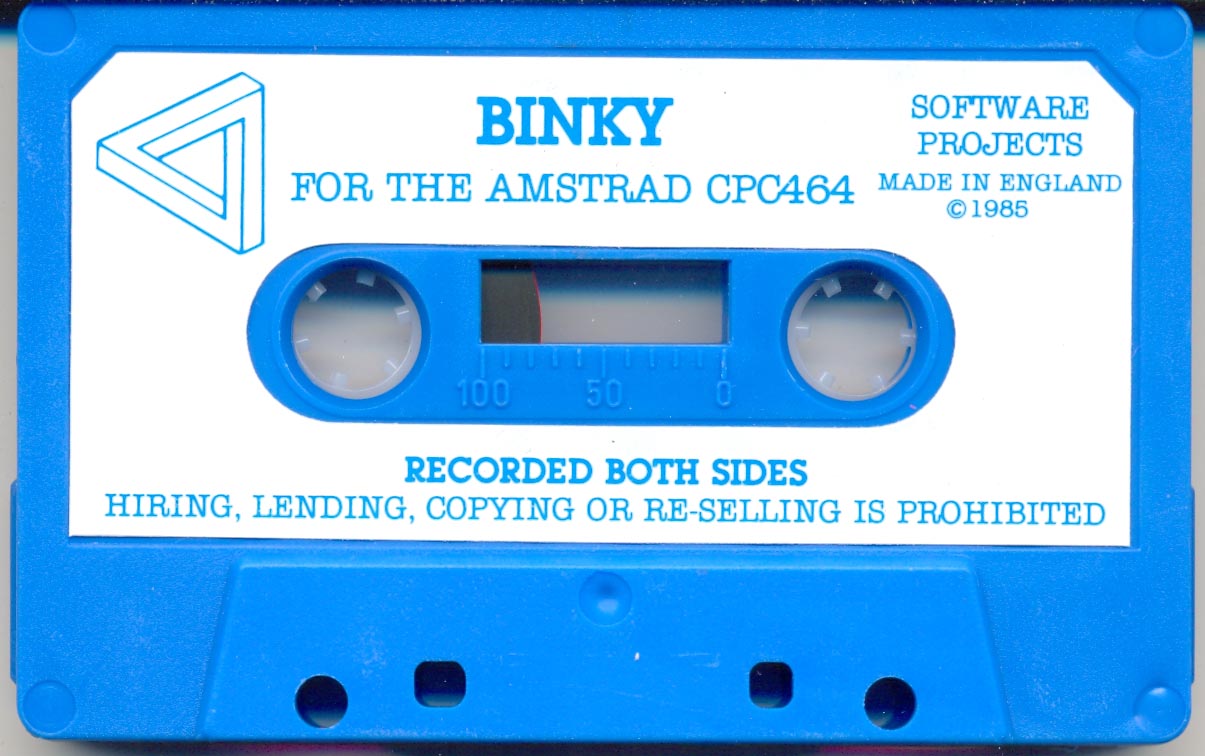 BINKY
FOR THE AMSTRAD CPC464
SOFTWARE
PROJECTS
MADE IN ENGLAND
©1985
100 50 0
RECORDED BOTH SIDES
HIRING, LENDING, COPYING OR RE-SELLING IS PROHIBITED